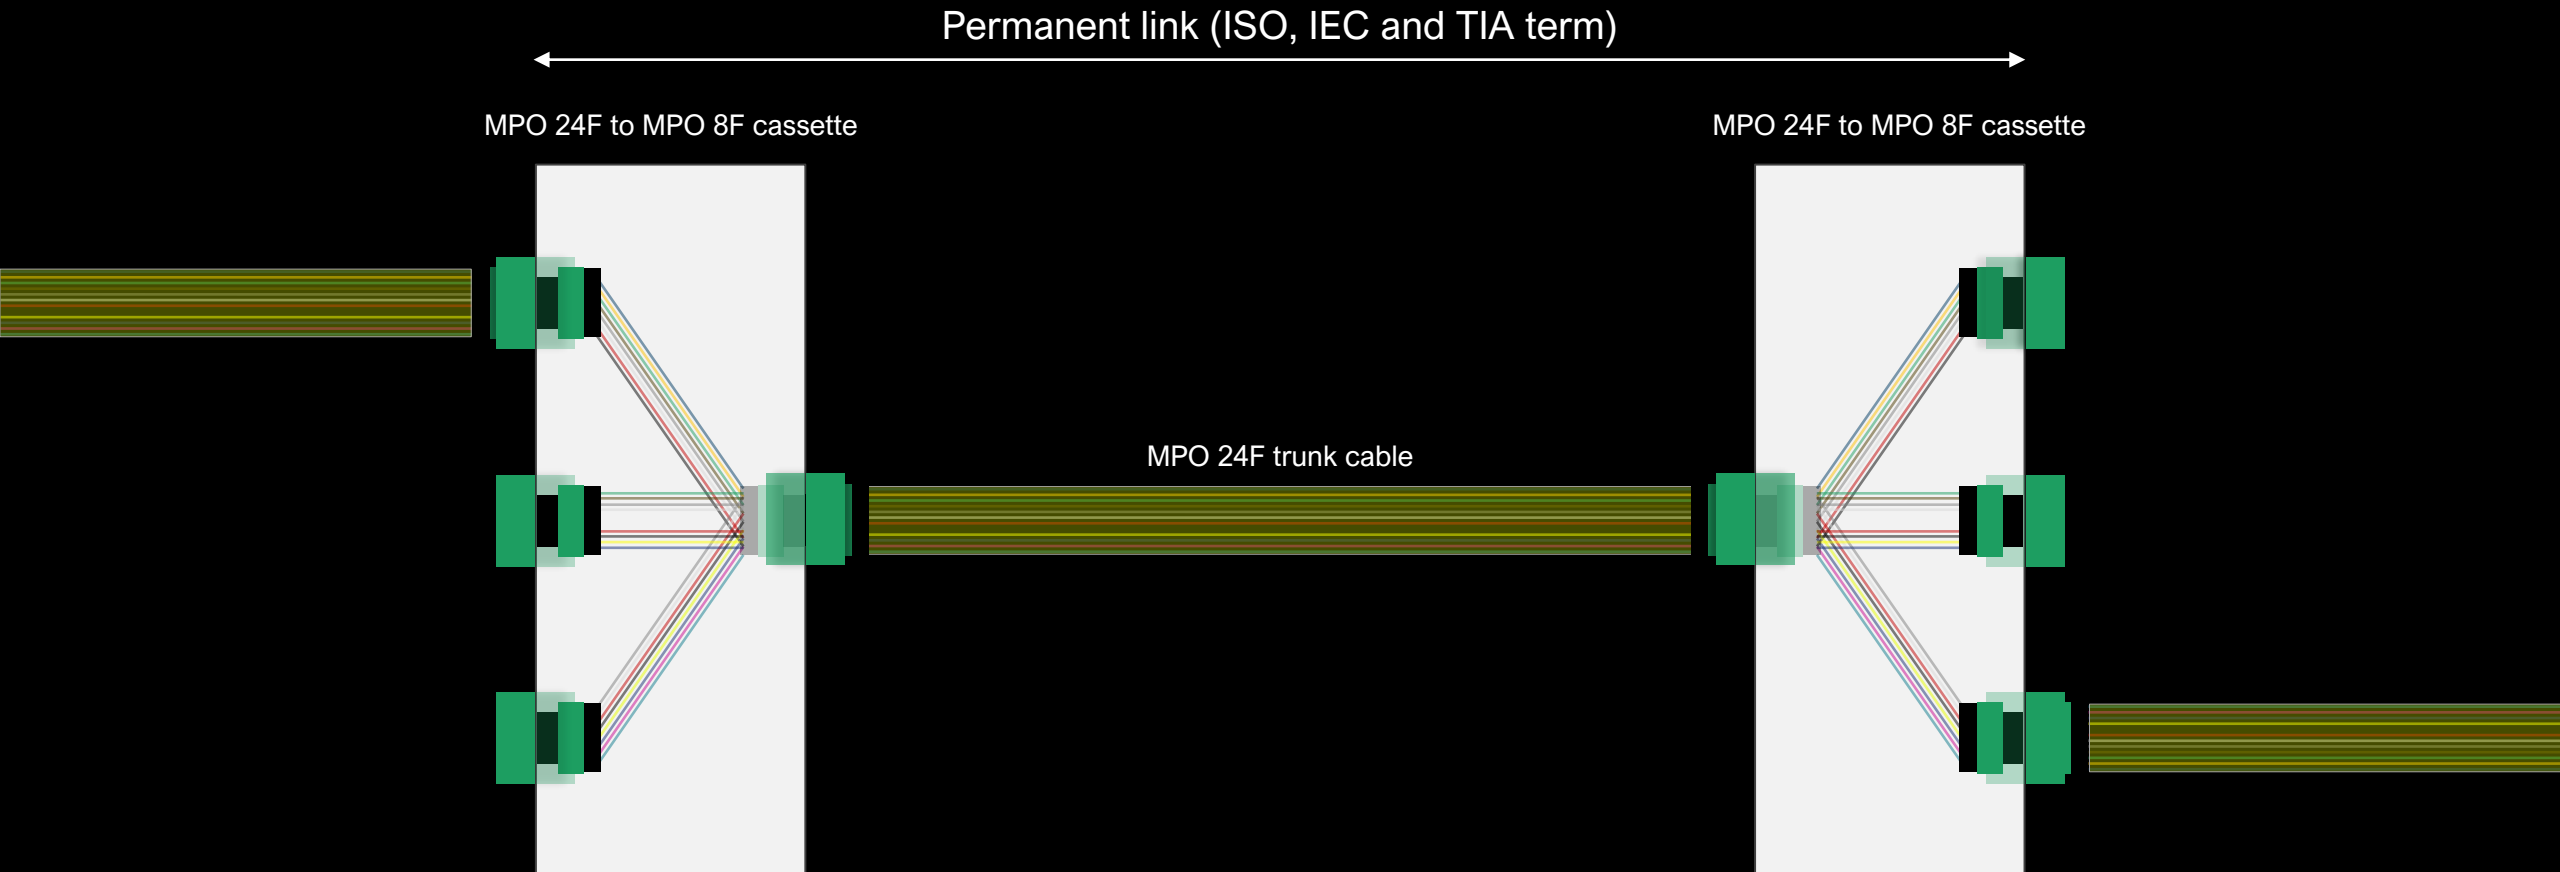 Permanent link (ISO, IEC and TIA term)
MPO 24F to MPO 8F cassette
MPO 24F to MPO 8F cassette
MPO 24F trunk cable